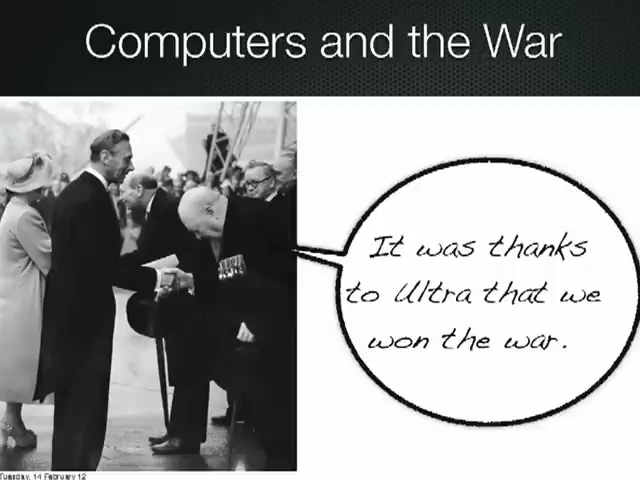 Computers and the War
It was thanks
to Ultra that we
won the war.
Tuesday, 14 February 12